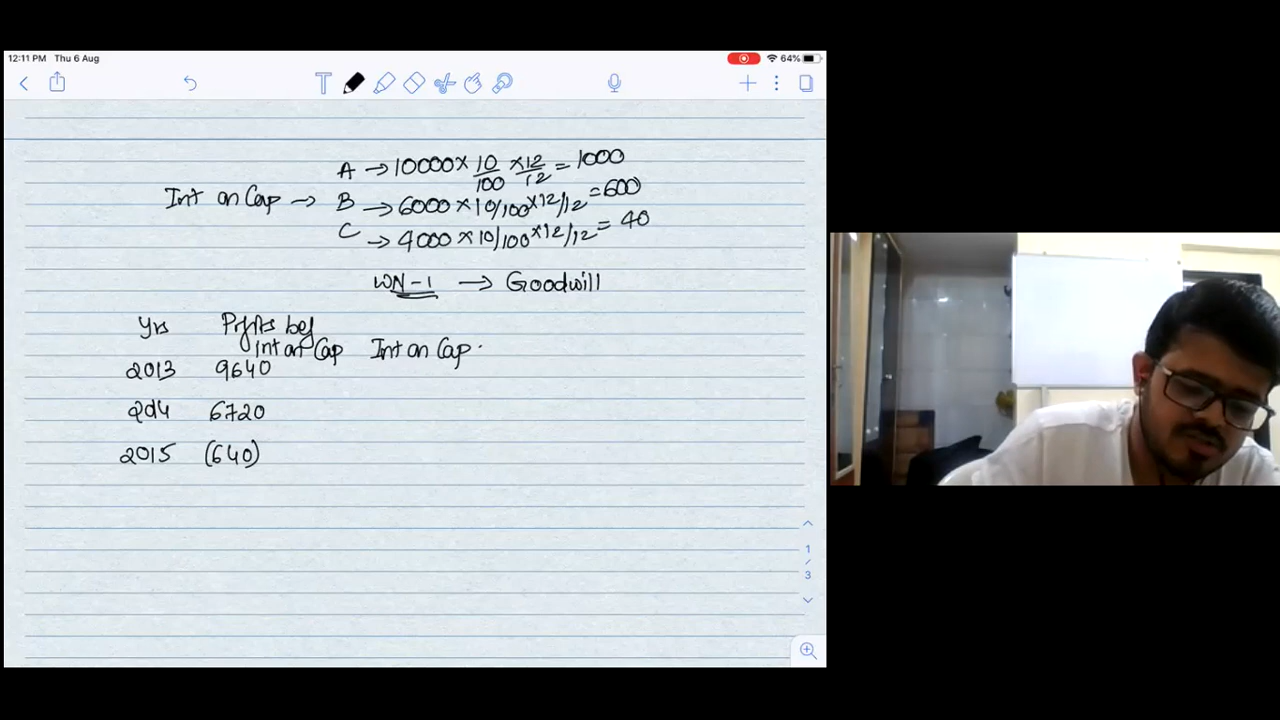 12:11 PM Thu 6 Aug
64%
A → 10000 × 10/100 × 12/12 = 1000
Int on Cap → B → 6000 × 10/100 × 12/12 = 600
C → 4000 × 10/100 × 12/12 = 40
WN-1 → Goodwill
Yrs Profits bef
Int on Cap Int on Cap
2013 9640
2014 6720
2015 (640)
1
/
3